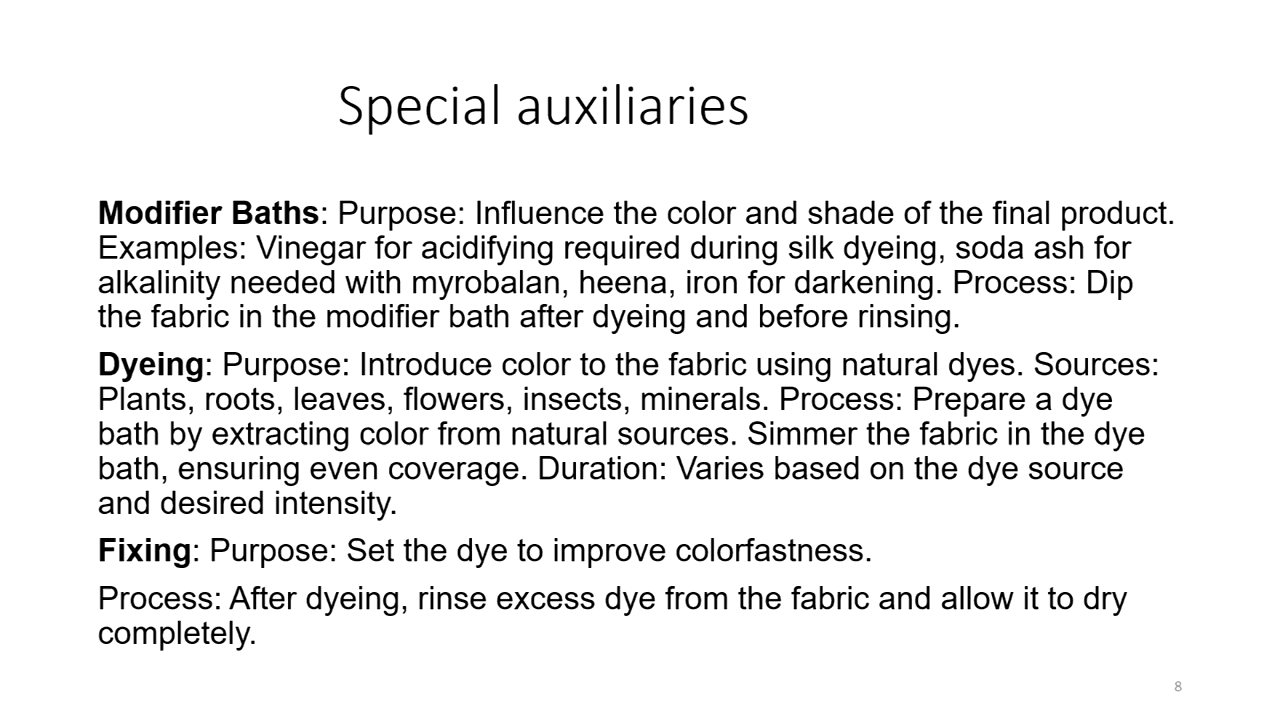 Special auxiliaries
Modifier Baths: Purpose: Influence the color and shade of the final product.
Examples: Vinegar for acidifying required during silk dyeing, soda ash for
alkalinity needed with myrobalan, heena, iron for darkening. Process: Dip
the fabric in the modifier bath after dyeing and before rinsing.
Dyeing: Purpose: Introduce color to the fabric using natural dyes. Sources:
Plants, roots, leaves, flowers, insects, minerals. Process: Prepare a dye
bath by extracting color from natural sources. Simmer the fabric in the dye
bath, ensuring even coverage. Duration: Varies based on the dye source
and desired intensity.
Fixing: Purpose: Set the dye to improve colorfastness.
Process: After dyeing, rinse excess dye from the fabric and allow it to dry
completely.
8